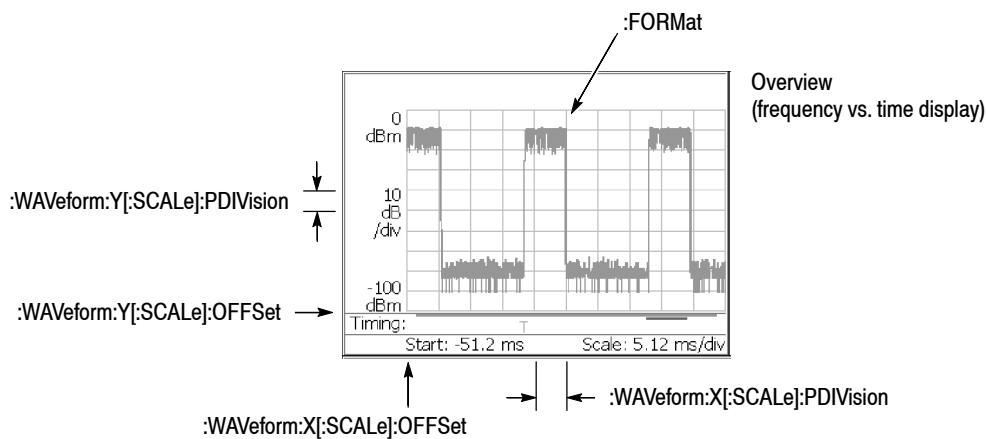 :FORMat
Overview
(frequency vs. time display)
0
dBm
:WAVeform:Y[:SCALe]:PDIVision
10
dB
/div
-100
dBm
:WAVeform:Y[:SCALe]:OFFSet
Timing:
T
Start: -51.2 ms
Scale: 5.12 ms/div
:WAVeform:X[:SCALe]:PDIVision
:WAVeform:X[:SCALe]:OFFSet